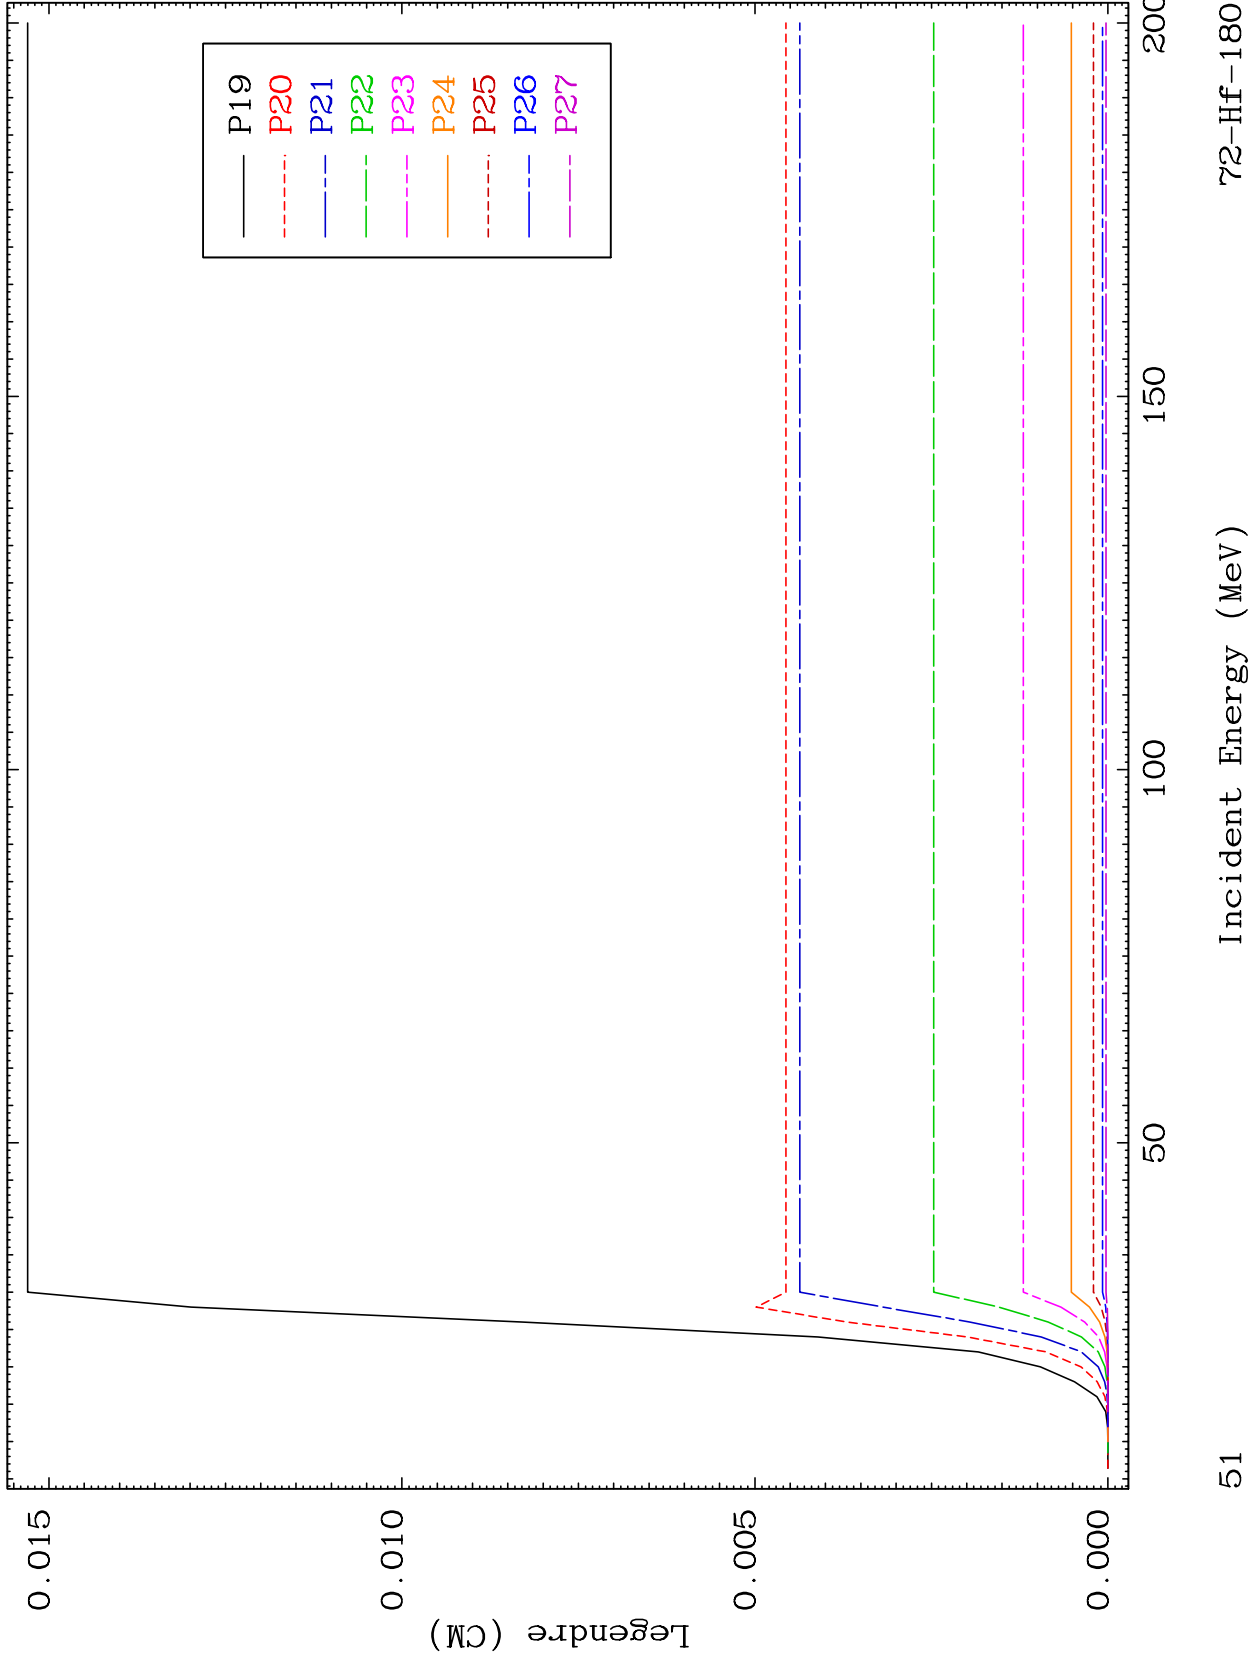 P19
P20
P21
P22
P23
P24
P25
P26
P27
0.015
0.010
0.005
0.000
Legendre (CM)
50
100
150
200
Incident Energy (MeV)
51
72-Hf-180